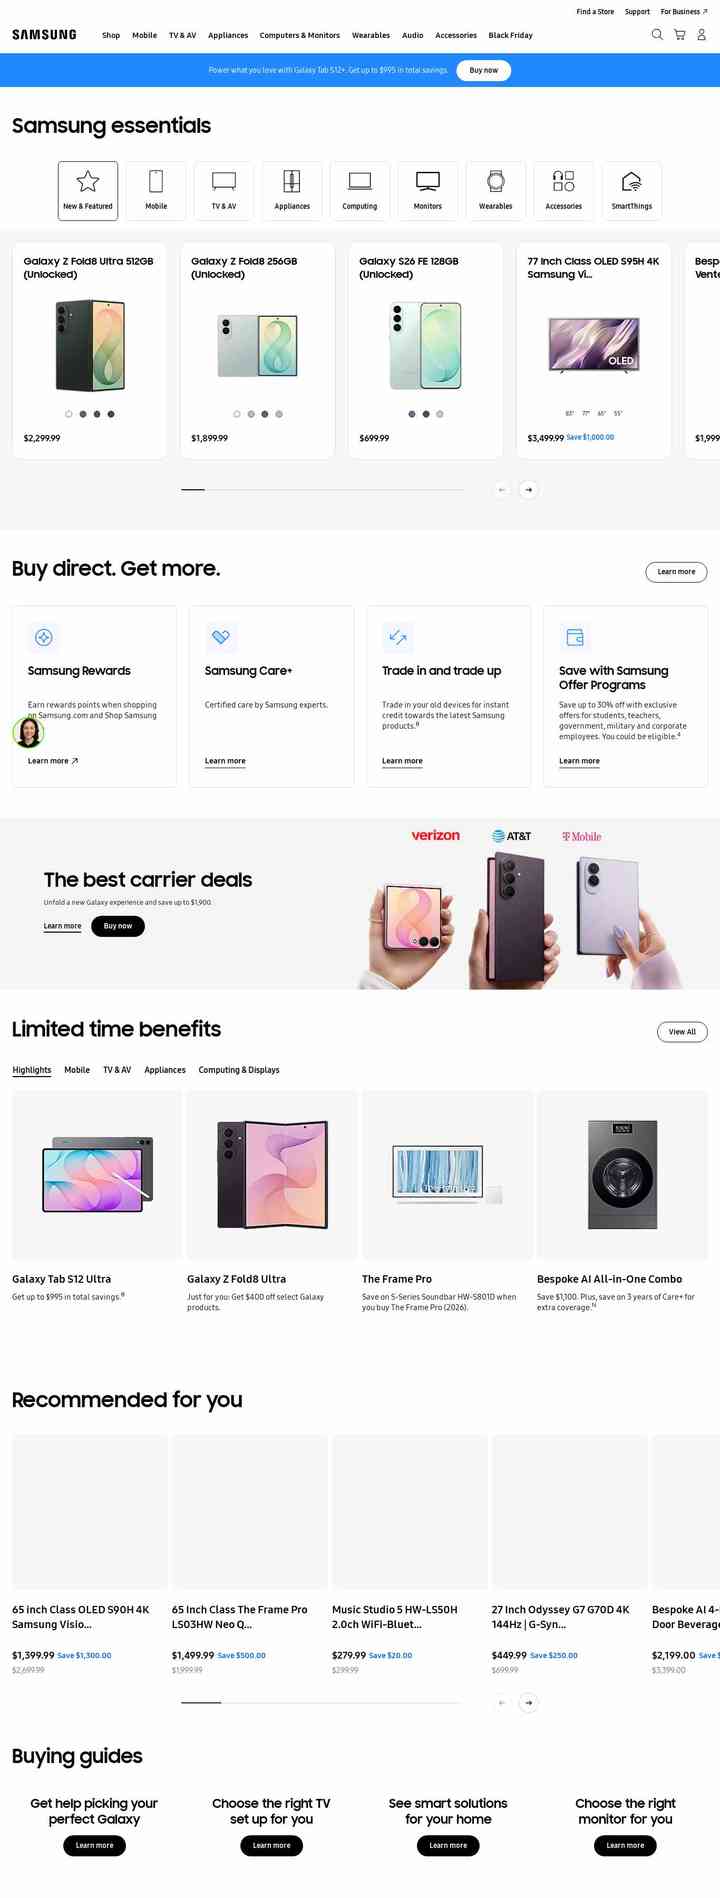 Find a Store Support For Business ↗
SAMSUNG Shop Mobile TV & AV Appliances Computers & Monitors Wearables Audio Accessories Black Friday
Power what you love with Galaxy Tab S12+. Get up to $995 in total savings. Buy now
Samsung essentials
New & Featured Mobile TV & AV Appliances Computing Monitors Wearables Accessories SmartThings
Galaxy Z Fold8 Ultra 512GB
(Unlocked)
$2,299.99
Galaxy Z Fold8 256GB
(Unlocked)
$1,899.99
Galaxy S26 FE 128GB
(Unlocked)
$699.99
77 Inch Class OLED S95H 4K
Samsung Vi...
OLED
83" 77" 65" 55"
$3,499.99 Save $1,000.00
Besp
Vente
$1,999
Buy direct. Get more.
Learn more
Samsung Rewards
Earn rewards points when shopping
on Samsung.com and Shop Samsung
Learn more ↗
Samsung Care+
Certified care by Samsung experts.
Learn more
Trade in and trade up
Trade in your old devices for instant
credit towards the latest Samsung
products.θ
Learn more
Save with Samsung
Offer Programs
Save up to 30% off with exclusive
offers for students, teachers,
government, military and corporate
employees. You could be eligible.⁴
Learn more
verizon AT&T T Mobile
The best carrier deals
Unfold a new Galaxy experience and save up to $1,900.
Learn more Buy now
Limited time benefits
View All
Highlights Mobile TV & AV Appliances Computing & Displays
Galaxy Tab S12 Ultra
Get up to $995 in total savings.
Galaxy Z Fold8 Ultra
Just for you: Get $400 off select Galaxy
products.
The Frame Pro
Save on S-Series Soundbar HW-S801D when
you buy The Frame Pro (2026).
Bespoke AI All-in-One Combo
Save $1,100. Plus, save on 3 years of Care+ for
extra coverage.
Recommended for you
65 Inch Class OLED S90H 4K
Samsung Visio...
$1,399.99 Save $1,300.00
$2,699.99
65 Inch Class The Frame Pro
LS03HW Neo Q...
$1,499.99 Save $500.00
$1,999.99
Music Studio 5 HW-LS50H
2.0ch WiFi-Bluet...
$279.99 Save $20.00
$299.99
27 Inch Odyssey G7 G70D 4K
144Hz | G-Syn...
$449.99 Save $250.00
$699.99
Bespoke AI 4-
Door Beverage
$2,199.00 Save $
$3,399.00
Buying guides
Get help picking your
perfect Galaxy
Learn more
Choose the right TV
set up for you
Learn more
See smart solutions
for your home
Learn more
Choose the right
monitor for you
Learn more